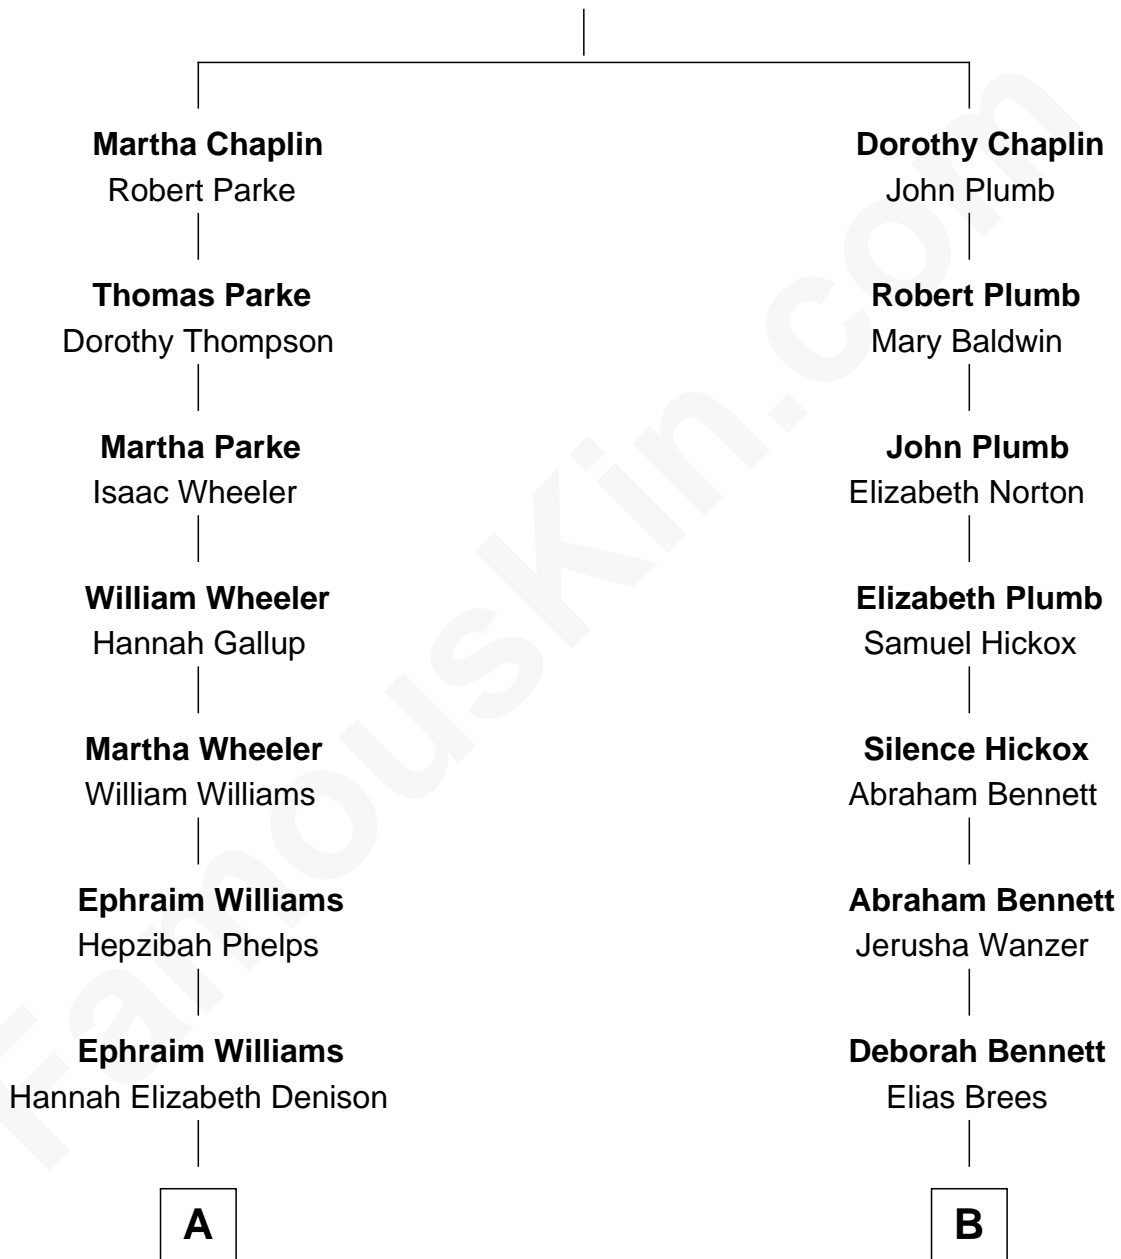 Martha Chaplin
Robert Parke
Thomas Parke
Dorothy Thompson
Martha Parke
Isaac Wheeler
William Wheeler
Hannah Gallup
Martha Wheeler
William Williams
Ephraim Williams
Hepzibah Phelps
Ephraim Williams
Hannah Elizabeth Denison
A
Dorothy Chaplin
John Plumb
Robert Plumb
Mary Baldwin
John Plumb
Elizabeth Norton
Elizabeth Plumb
Samuel Hickox
Silence Hickox
Abraham Bennett
Abraham Bennett
Jerusha Wanzer
Deborah Bennett
Elias Brees
B
FamousKin.com